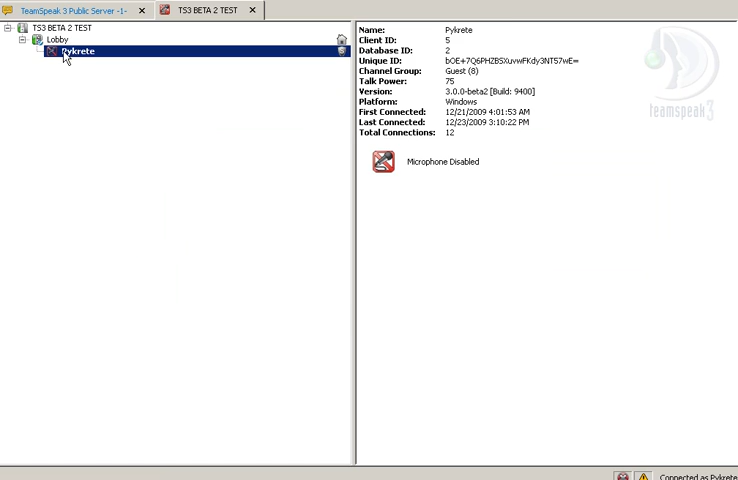 TeamSpeak 3 Public Server -1-
TS3 BETA 2 TEST
TS3 BETA 2 TEST
Lobby
Pykrete
Name: Pykrete
Client ID: 5
Database ID: 2
Unique ID: bOE+7Q6PHZBSXuvwFKdy3NT57wE=
Channel Group: Guest (8)
Talk Power: 75
Version: 3.0.0-beta2 [Build: 9400]
Platform: Windows
First Connected: 12/21/2009 4:01:53 AM
Last Connected: 12/23/2009 3:10:22 PM
Total Connections: 12
Microphone Disabled
teamspeak 3
Connected as Pykrete